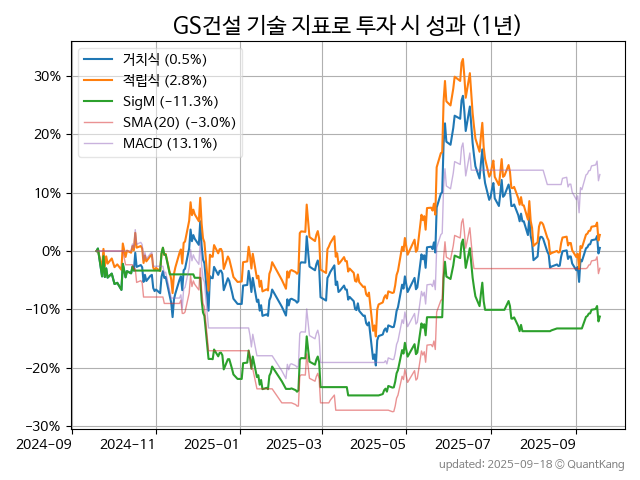 GS건설 기술 지표로 투자 시 성과 (1년)
거치식 (0.5%)
적립식 (2.8%)
SigM (−11.3%)
SMA(20) (−3.0%)
MACD (13.1%)
30%
20%
10%
0%
−10%
−20%
−30%
2024-09 2024-11 2025-01 2025-03 2025-05 2025-07 2025-09
updated: 2025-09-18 © QuantKang